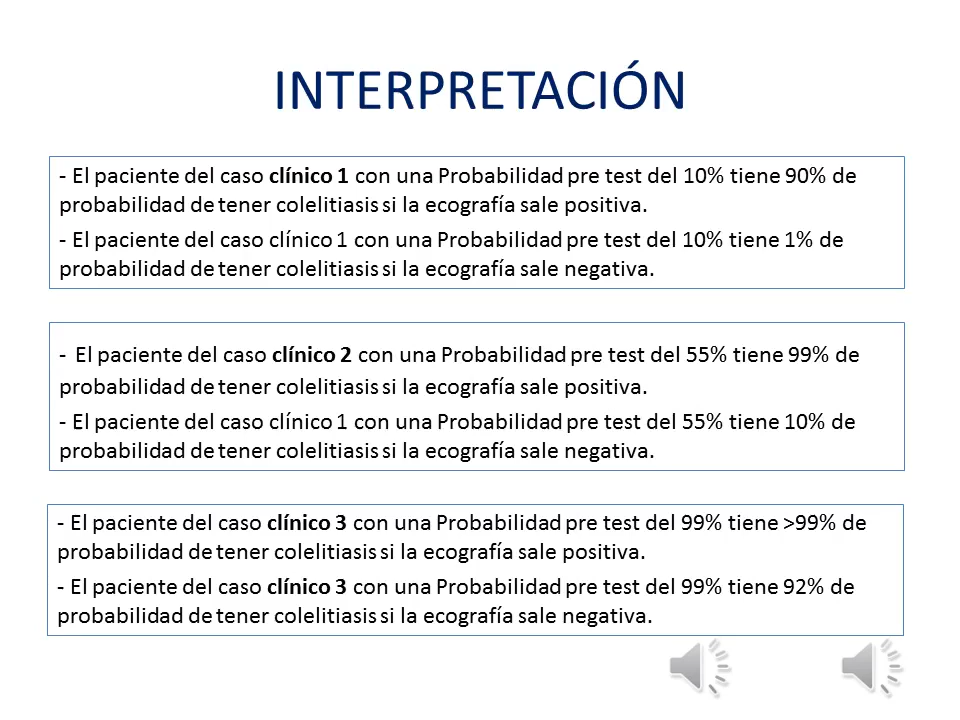 INTERPRETACIÓN
- El paciente del caso clínico 1 con una Probabilidad pre test del 10% tiene 90% de
probabilidad de tener colelitiasis si la ecografía sale positiva.
- El paciente del caso clínico 1 con una Probabilidad pre test del 10% tiene 1% de
probabilidad de tener colelitiasis si la ecografía sale negativa.
- El paciente del caso clínico 2 con una Probabilidad pre test del 55% tiene 99% de
probabilidad de tener colelitiasis si la ecografía sale positiva.
- El paciente del caso clínico 1 con una Probabilidad pre test del 55% tiene 10% de
probabilidad de tener colelitiasis si la ecografía sale negativa.
- El paciente del caso clínico 3 con una Probabilidad pre test del 99% tiene >99% de
probabilidad de tener colelitiasis si la ecografía sale positiva.
- El paciente del caso clínico 3 con una Probabilidad pre test del 99% tiene 92% de
probabilidad de tener colelitiasis si la ecografía sale negativa.